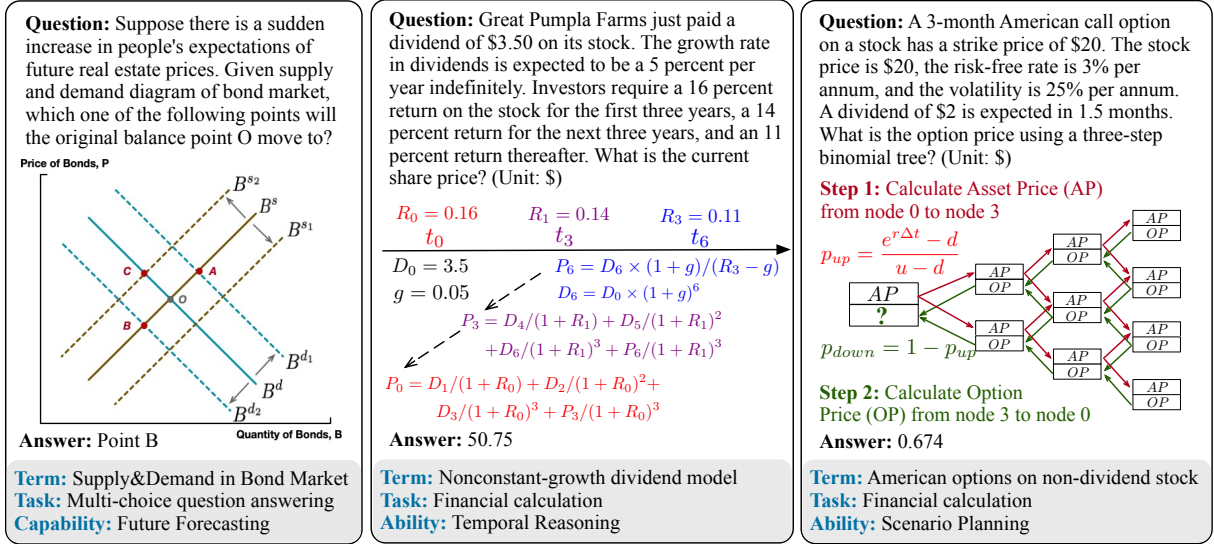 Question: Suppose there is a sudden
increase in people's expectations of
future real estate prices. Given supply
and demand diagram of bond market,
which one of the following points will
the original balance point O move to?
Price of Bonds, P
B^{s_2}
B^s
B^{s_1}
C
A
O
B
B^{d_1}
B^d
B^{d_2}
Quantity of Bonds, B
Answer: Point B
Term: Supply&Demand in Bond Market
Task: Multi-choice question answering
Capability: Future Forecasting
Question: Great Pumpla Farms just paid a
dividend of $3.50 on its stock. The growth rate
in dividends is expected to be a 5 percent per
year indefinitely. Investors require a 16 percent
return on the stock for the first three years, a 14
percent return for the next three years, and an 11
percent return thereafter. What is the current
share price? (Unit: $)
R_0 = 0.16 R_1 = 0.14 R_3 = 0.11
t_0 t_3 t_6
D_0 = 3.5 P_6 = D_6 × (1 + g)/(R_3 − g)
g = 0.05 D_6 = D_0 × (1 + g)^6
P_3 = D_4/(1 + R_1) + D_5/(1 + R_1)^2
+D_6/(1 + R_1)^3 + P_6/(1 + R_1)^3
P_0 = D_1/(1 + R_0) + D_2/(1 + R_0)^2+
D_3/(1 + R_0)^3 + P_3/(1 + R_0)^3
Answer: 50.75
Term: Nonconstant-growth dividend model
Task: Financial calculation
Ability: Temporal Reasoning
Question: A 3-month American call option
on a stock has a strike price of $20. The stock
price is $20, the risk-free rate is 3% per
annum, and the volatility is 25% per annum.
A dividend of $2 is expected in 1.5 months.
What is the option price using a three-step
binomial tree? (Unit: $)
Step 1: Calculate Asset Price (AP)
from node 0 to node 3
p_{up} = \frac{e^{rΔt} − d}{u − d}
AP
?
AP
OP
AP
OP
AP
OP
AP
OP
AP
OP
AP
OP
AP
OP
AP
OP
AP
OP
p_{down} = 1 − p_{up}
Step 2: Calculate Option
Price (OP) from node 3 to node 0
Answer: 0.674
Term: American options on non-dividend stock
Task: Financial calculation
Ability: Scenario Planning